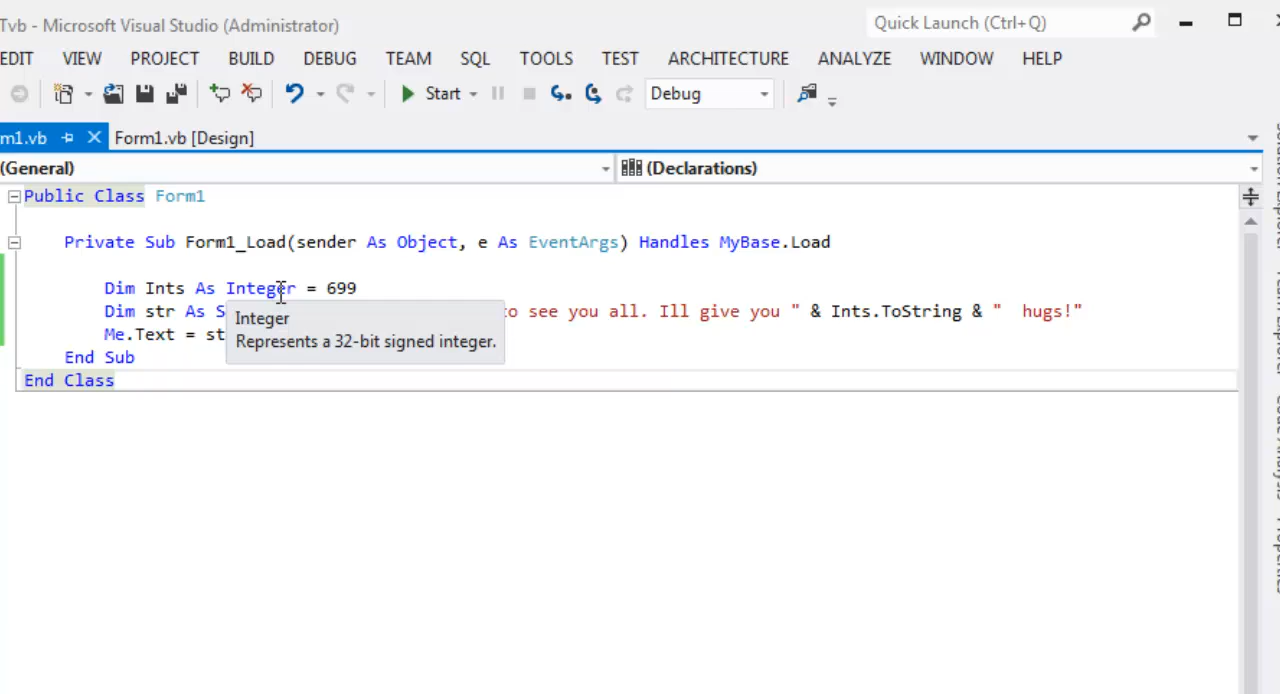 Tvb - Microsoft Visual Studio (Administrator)
Quick Launch (Ctrl+Q)
EDIT VIEW PROJECT BUILD DEBUG TEAM SQL TOOLS TEST ARCHITECTURE ANALYZE WINDOW HELP
Start Debug
m1.vb Form1.vb [Design]
(General) (Declarations)
Public Class Form1
Private Sub Form1_Load(sender As Object, e As EventArgs) Handles MyBase.Load
Dim Ints As Integer = 699
Dim str As S to see you all. Ill give you " & Ints.ToString & "  hugs!"
Integer
Me.Text = st
Represents a 32-bit signed integer.
End Sub
End Class